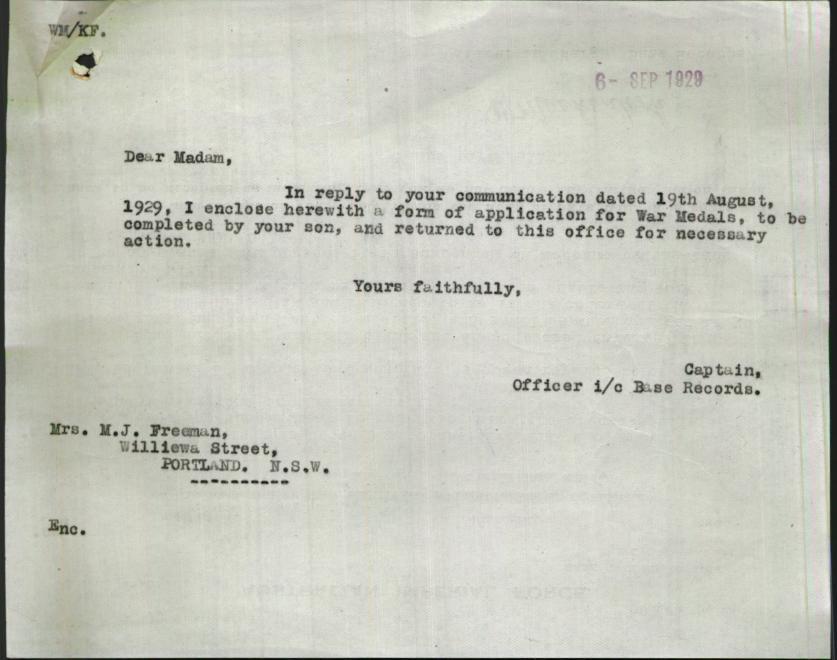 WM/KF.
6- SEP 1929
Dear Madam,
In reply to your communication dated 19th August,
1929, I enclose herewith a form of application for War Medals, to be
completed by your son, and returned to this office for necessary
action.
Yours faithfully,
Captain,
Officer i/c Base Records.
Mrs. M.J. Freeman,
Williewa Street,
PORTLAND. N.S.W.
----------
Enc.